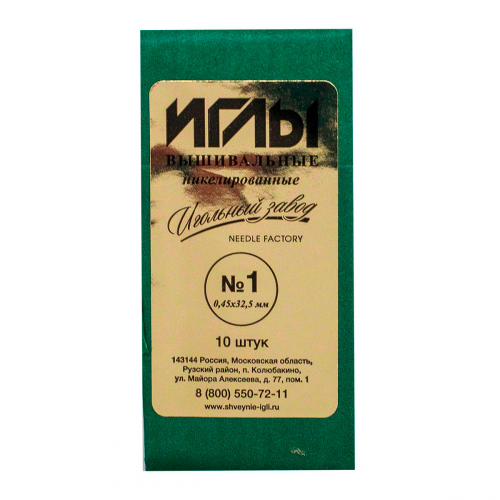 ИГЛЫ
ВЫШИВАЛЬНЫЕ
никелированные
Игольный завод
NEEDLE FACTORY
№1
0,45х32,5 мм
10 штук
143144 Россия, Московская область,
Рузский район, п. Колюбакино,
ул. Майора Алексеева, д. 77, пом. 1
8 (800) 550-72-11
www.shveynie-igli.ru